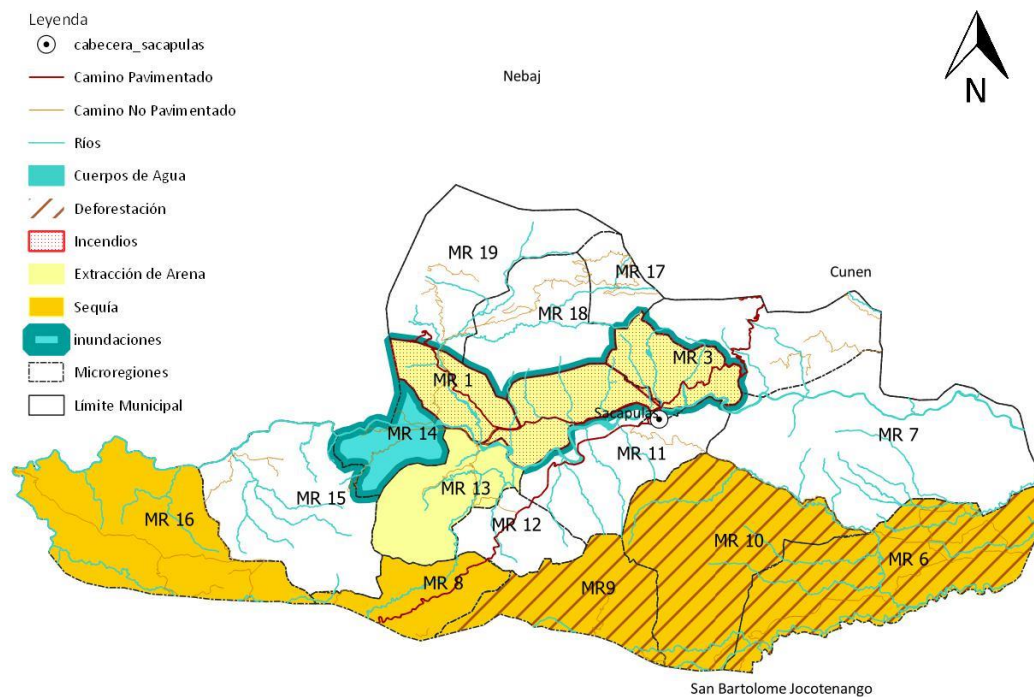 Leyenda
cabecera_sacapulas
Camino Pavimentado
Camino No Pavimentado
Ríos
Cuerpos de Agua
Deforestación
Incendios
Extracción de Arena
Sequía
inundaciones
Microregiones
Límite Municipal
Nebaj
N
MR 19
MR 17
Cunen
MR 18
MR 3
MR 1
Sacapulas
MR 14
MR 7
MR 11
MR 13
MR 15
MR 16
MR 12
MR 10
MR 6
MR 8
MR9
San Bartolome Jocotenango